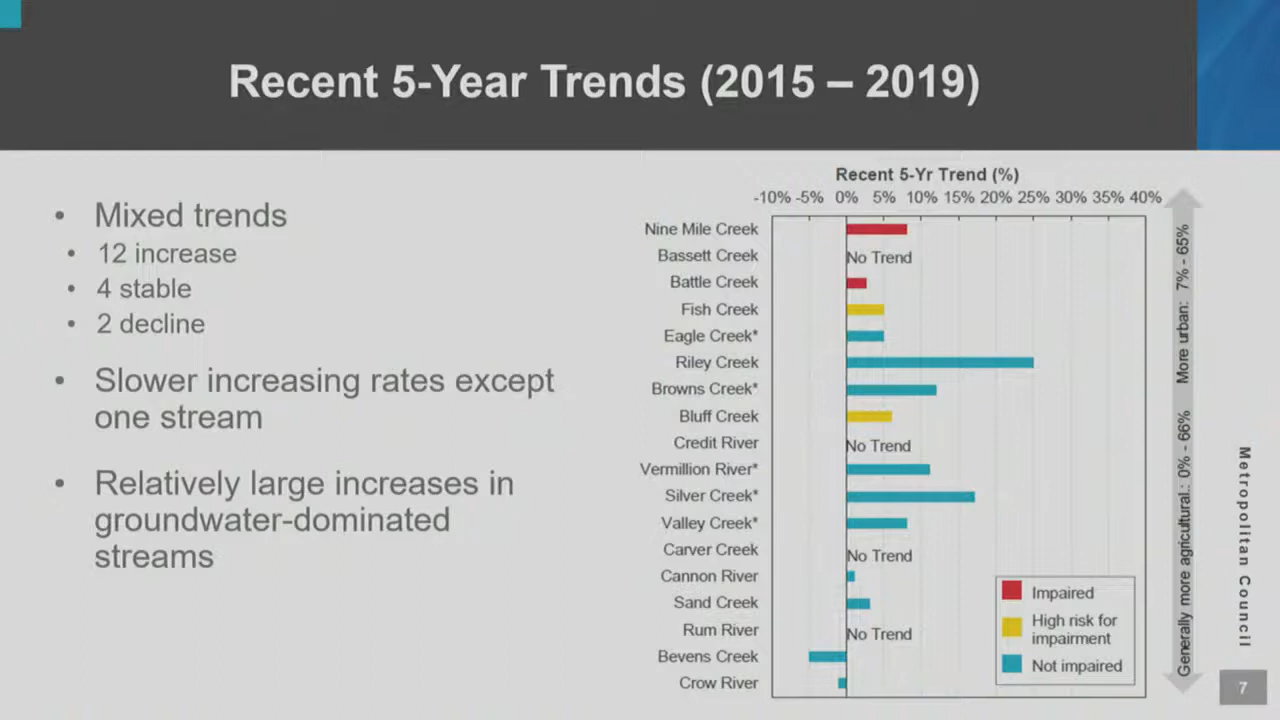 Recent 5-Year Trends (2015 – 2019)
• Mixed trends
• 12 increase
• 4 stable
• 2 decline
• Slower increasing rates except
one stream
• Relatively large increases in
groundwater-dominated
streams
Recent 5-Yr Trend (%)
-10% -5% 0% 5% 10% 15% 20% 25% 30% 35% 40%
Nine Mile Creek
Bassett Creek No Trend
Battle Creek
Fish Creek
Eagle Creek*
Riley Creek
Browns Creek*
Bluff Creek
Credit River No Trend
Vermillion River*
Silver Creek*
Valley Creek*
Carver Creek No Trend
Cannon River
Sand Creek
Rum River No Trend
Bevens Creek
Crow River
Impaired
High risk for
impairment
Not impaired
Generally more agricultural.: 0% - 66% More urban: 7% - 65%
Metropolitan Council
7